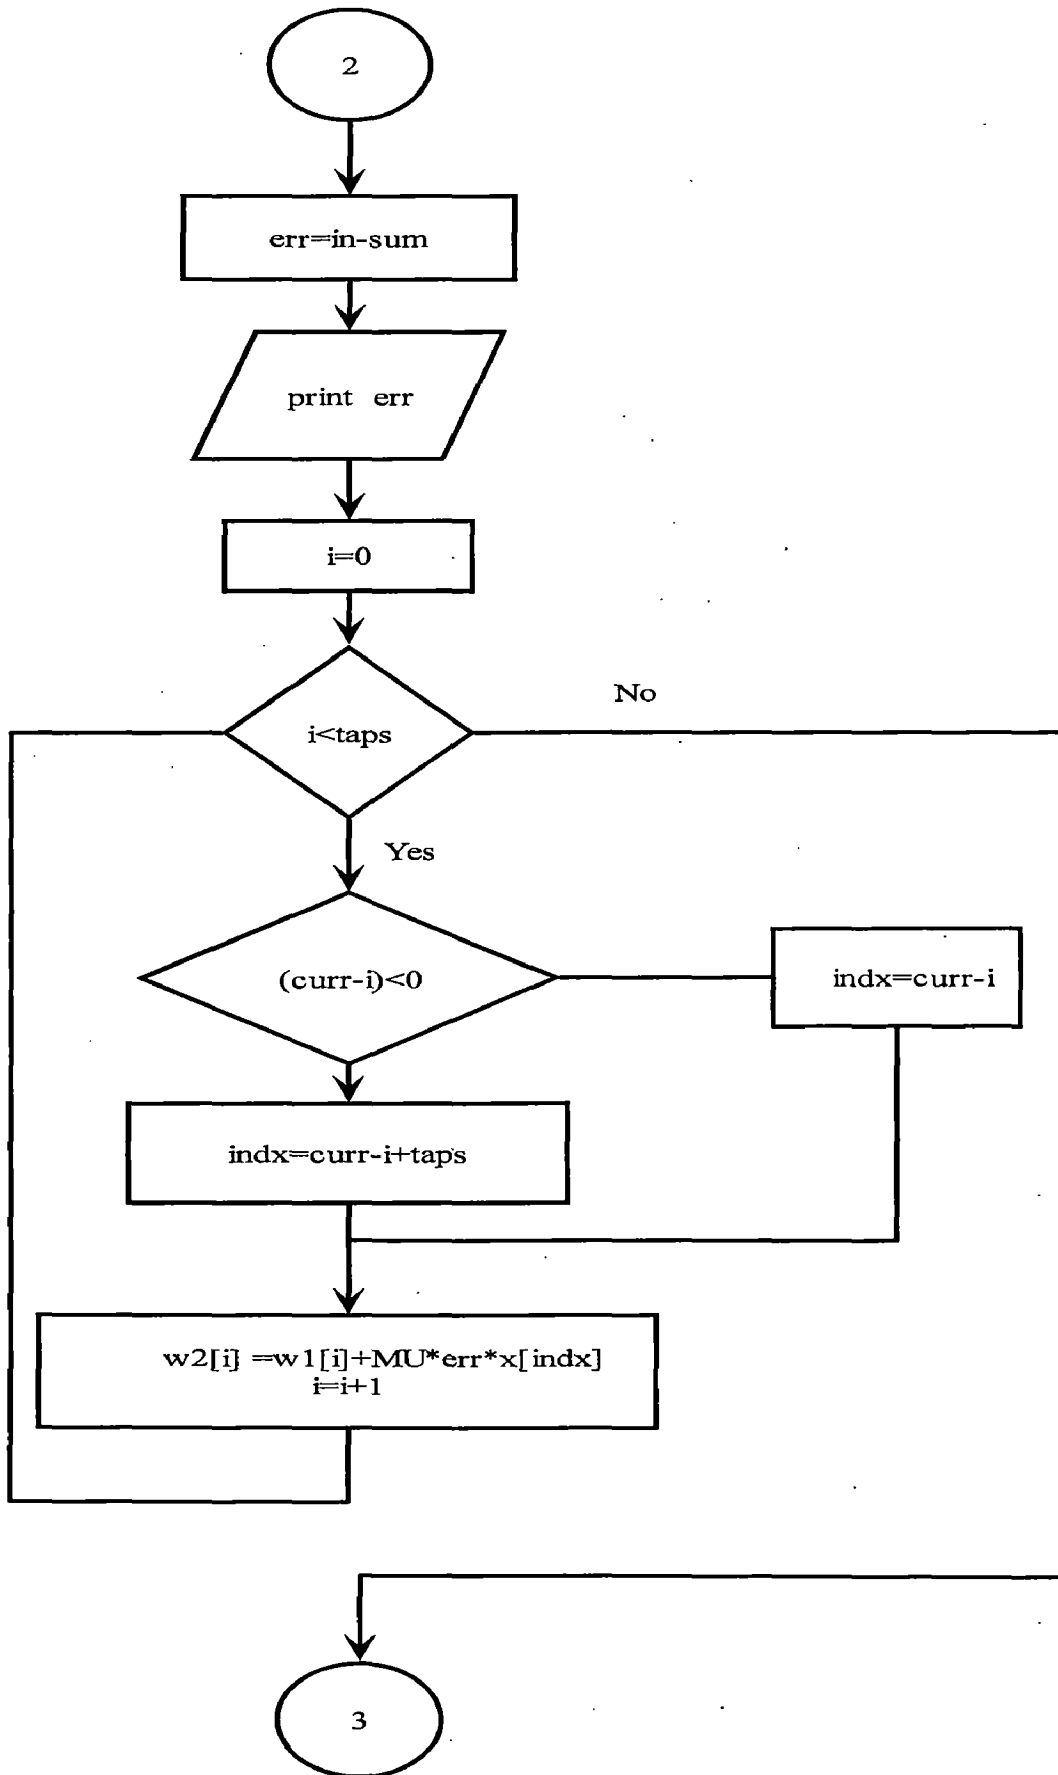 2
err=in-sum
print err
i=0
No
i<taps
Yes
(curr-i)<0
indx=curr-i
indx=curr-i+taps
w2[i] =w1[i]+MU*err*x[indx]
i=i+1
3